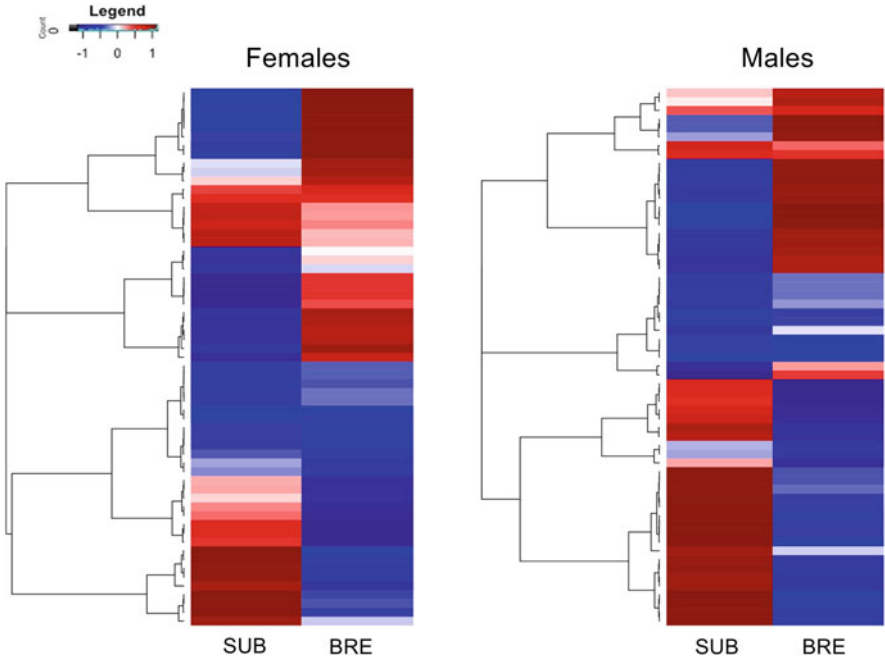 Legend
Count
0
-1 0 1
Females
Males
SUB BRE
SUB BRE